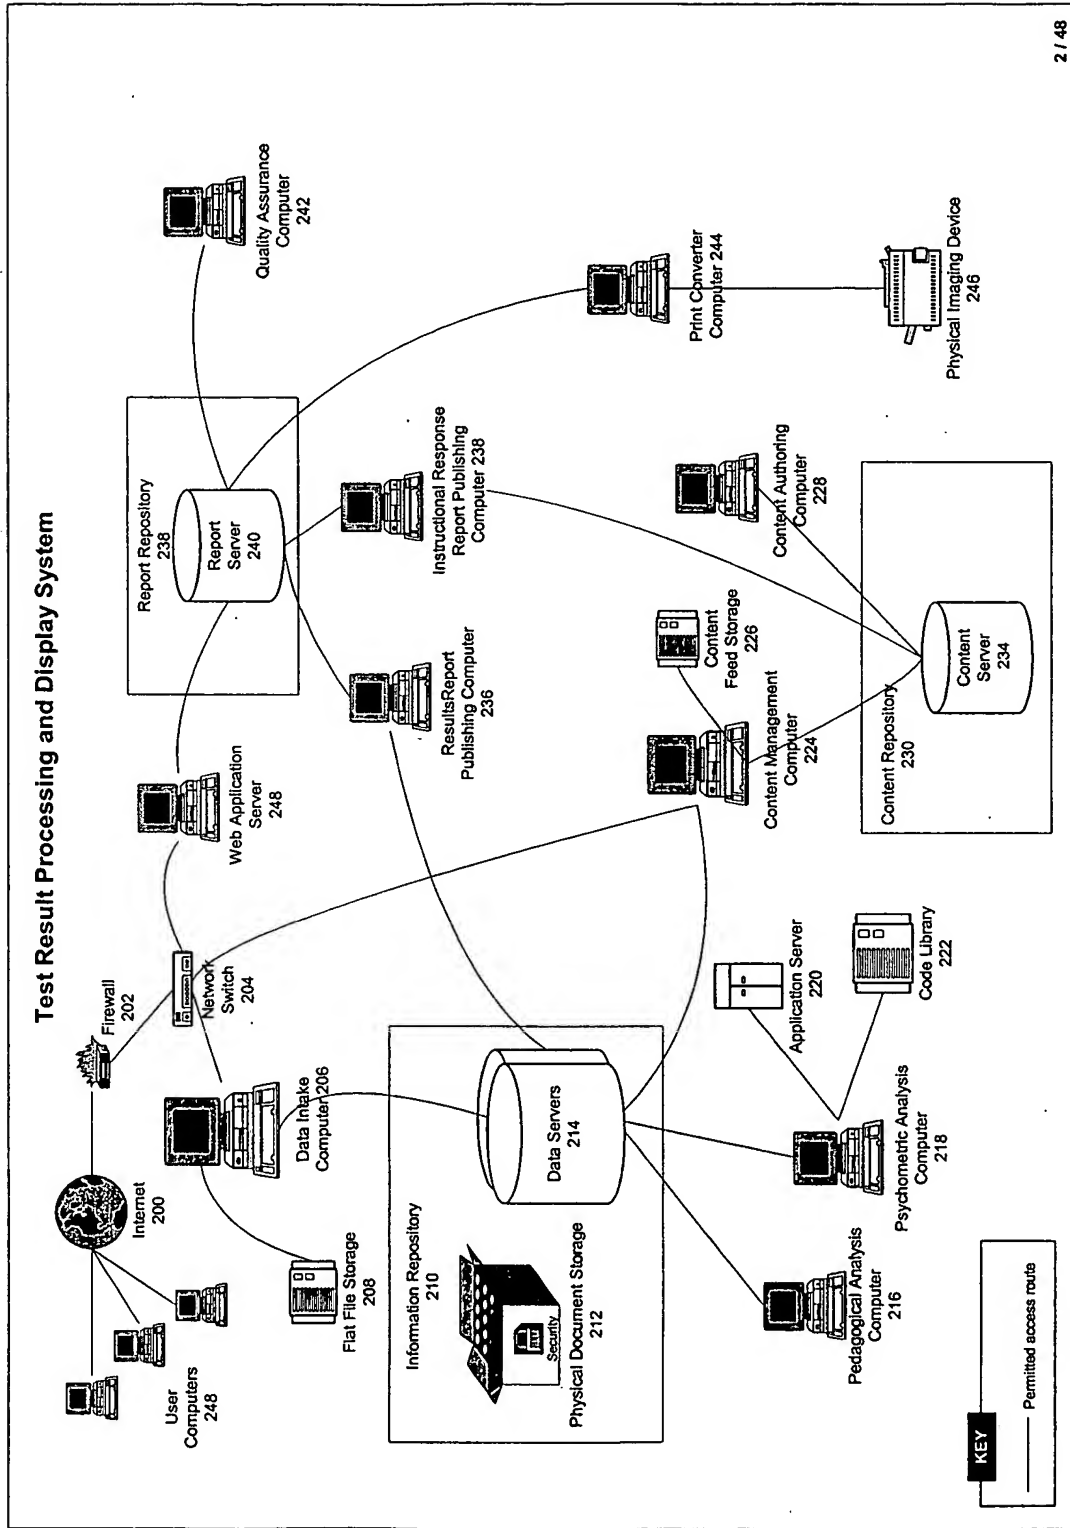 Test Result Processing and Display System
User
Computers
248
Internet
200
Firewall
202
Network
Switch
204
Web Application
Server
248
Report Repository
238
Report
Server
240
Quality Assurance
Computer
242
Flat File Storage
208
Data Intake
Computer 206
ResultsReport
Publishing Computer
236
Instructional Response
Report Publishing
Computer 238
Print Converter
Computer 244
Physical Imaging Device
246
Information Repository
210
Security
Physical Document Storage
212
Data Servers
214
Content
Feed Storage
226
Content Management
Computer
224
Content Authoring
Computer
228
Application Server
220
Code Library
222
Content Repository
230
Content
Server
234
Pedagogical Analysis
Computer
216
Psychometric Analysis
Computer
218
KEY
Permitted access route
2 / 48